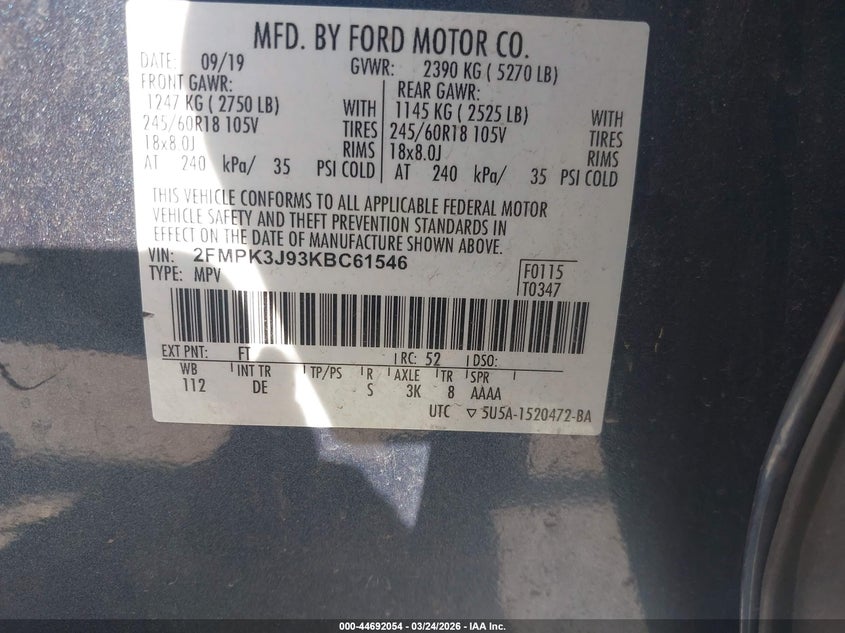 MFD. BY FORD MOTOR CO.
DATE: 09/19 GVWR: 2390 KG ( 5270 LB)
FRONT GAWR: REAR GAWR:
1247 KG ( 2750 LB) WITH 1145 KG ( 2525 LB) WITH
245/60R18 105V TIRES 245/60R18 105V TIRES
18x8.0J RIMS 18x8.0J RIMS
AT 240 kPa/ 35 PSI COLD AT 240 kPa/ 35 PSI COLD
THIS VEHICLE CONFORMS TO ALL APPLICABLE FEDERAL MOTOR
VEHICLE SAFETY AND THEFT PREVENTION STANDARDS IN
EFFECT ON THE DATE OF MANUFACTURE SHOWN ABOVE.
VIN: 2FMPK3J93KBC61546
TYPE: MPV F0115
T0347
EXT PNT: FT RC: 52 DSO:
WB INT TR TP/PS R AXLE TR SPR
112 DE S 3K 8 AAAA
UTC ▽ 5U5A-1520472-BA
000-44692054 | 03/24/2026 | IAA Inc.